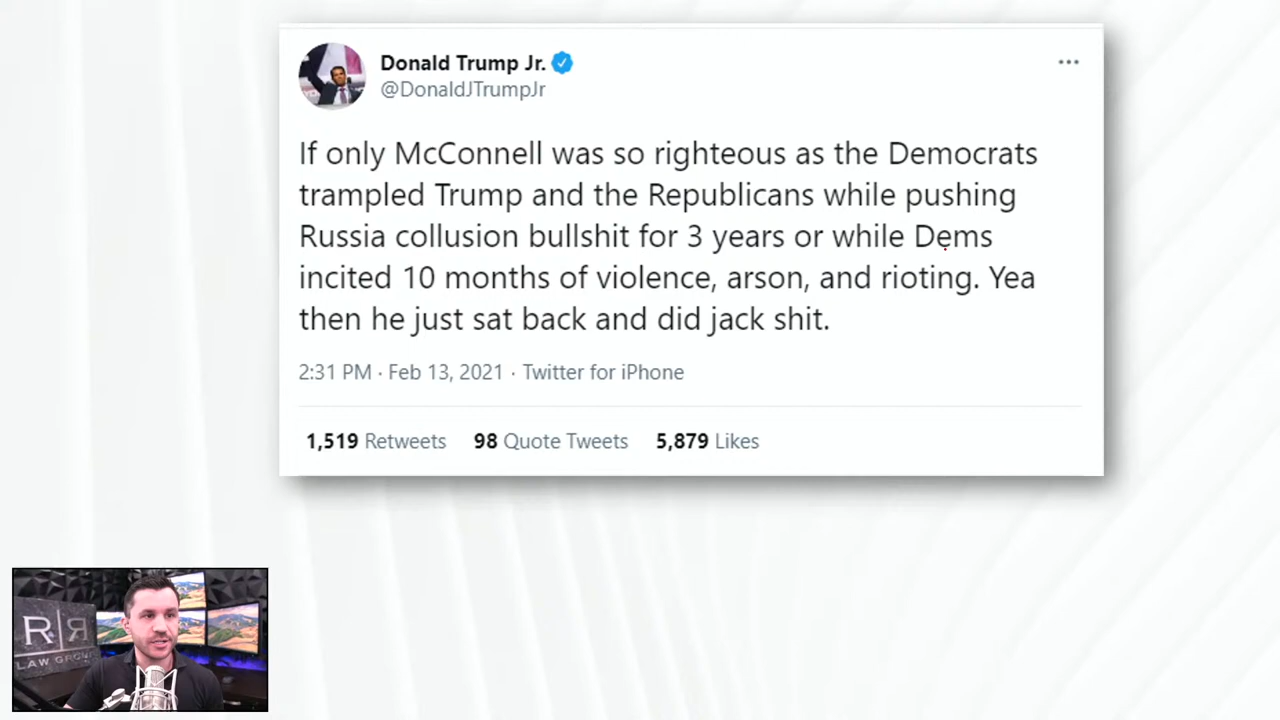 Donald Trump Jr.
@DonaldJTrumpJr
If only McConnell was so righteous as the Democrats
trampled Trump and the Republicans while pushing
Russia collusion bullshit for 3 years or while Dems
incited 10 months of violence, arson, and rioting. Yea
then he just sat back and did jack shit.
2:31 PM · Feb 13, 2021 · Twitter for iPhone
1,519 Retweets 98 Quote Tweets 5,879 Likes
R|R
LAW GROUP